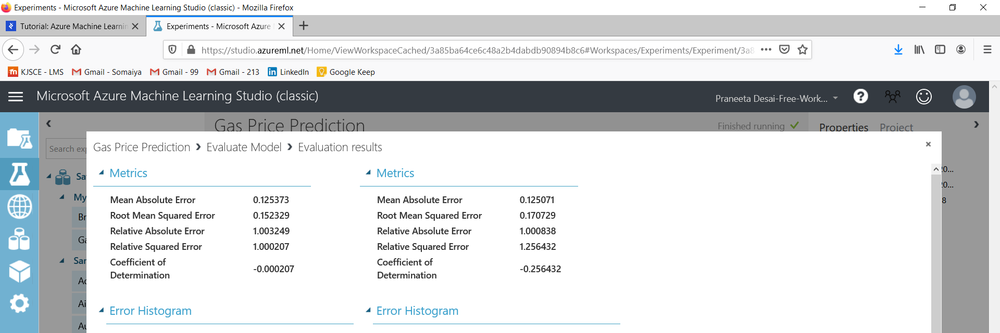 Experiments - Microsoft Azure Machine Learning Studio (classic) - Mozilla Firefox
Tutorial: Azure Machine Learnin
Experiments - Microsoft Azure
https://studio.azureml.net/Home/ViewWorkspaceCached/3a85ba64ce6c48a2b4dabdb90894b8c6#Workspaces/Experiments/Experiment/3a8
KJSCE - LMS Gmail - Somaiya Gmail - 99 Gmail - 213 LinkedIn Google Keep
Microsoft Azure Machine Learning Studio (classic)
Praneeta Desai-Free-Work...
Gas Price Prediction
Finished running
Properties Project
Search exp
Gas Price Prediction > Evaluate Model > Evaluation results
Sa
My
Br
Ga
Sar
Ac
Ai
Au
Metrics
Mean Absolute Error 0.125373
Root Mean Squared Error 0.152329
Relative Absolute Error 1.003249
Relative Squared Error 1.000207
Coefficient of
Determination -0.000207
Error Histogram
Metrics
Mean Absolute Error 0.125071
Root Mean Squared Error 0.170729
Relative Absolute Error 1.000838
Relative Squared Error 1.256432
Coefficient of
Determination -0.256432
Error Histogram
20...
20...
8